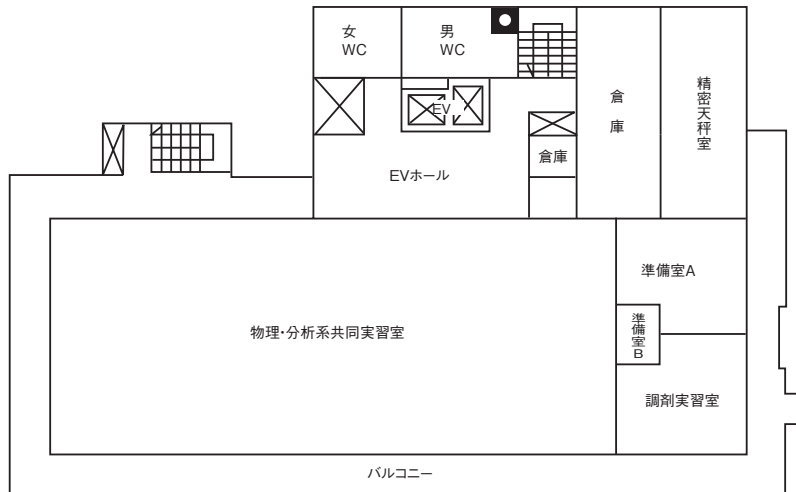 女
WC
男
WC
EV
倉
庫
精密天秤室
倉庫
EVホール
準備室A
物理・分析系共同実習室
準備室B
調剤実習室
バルコニー